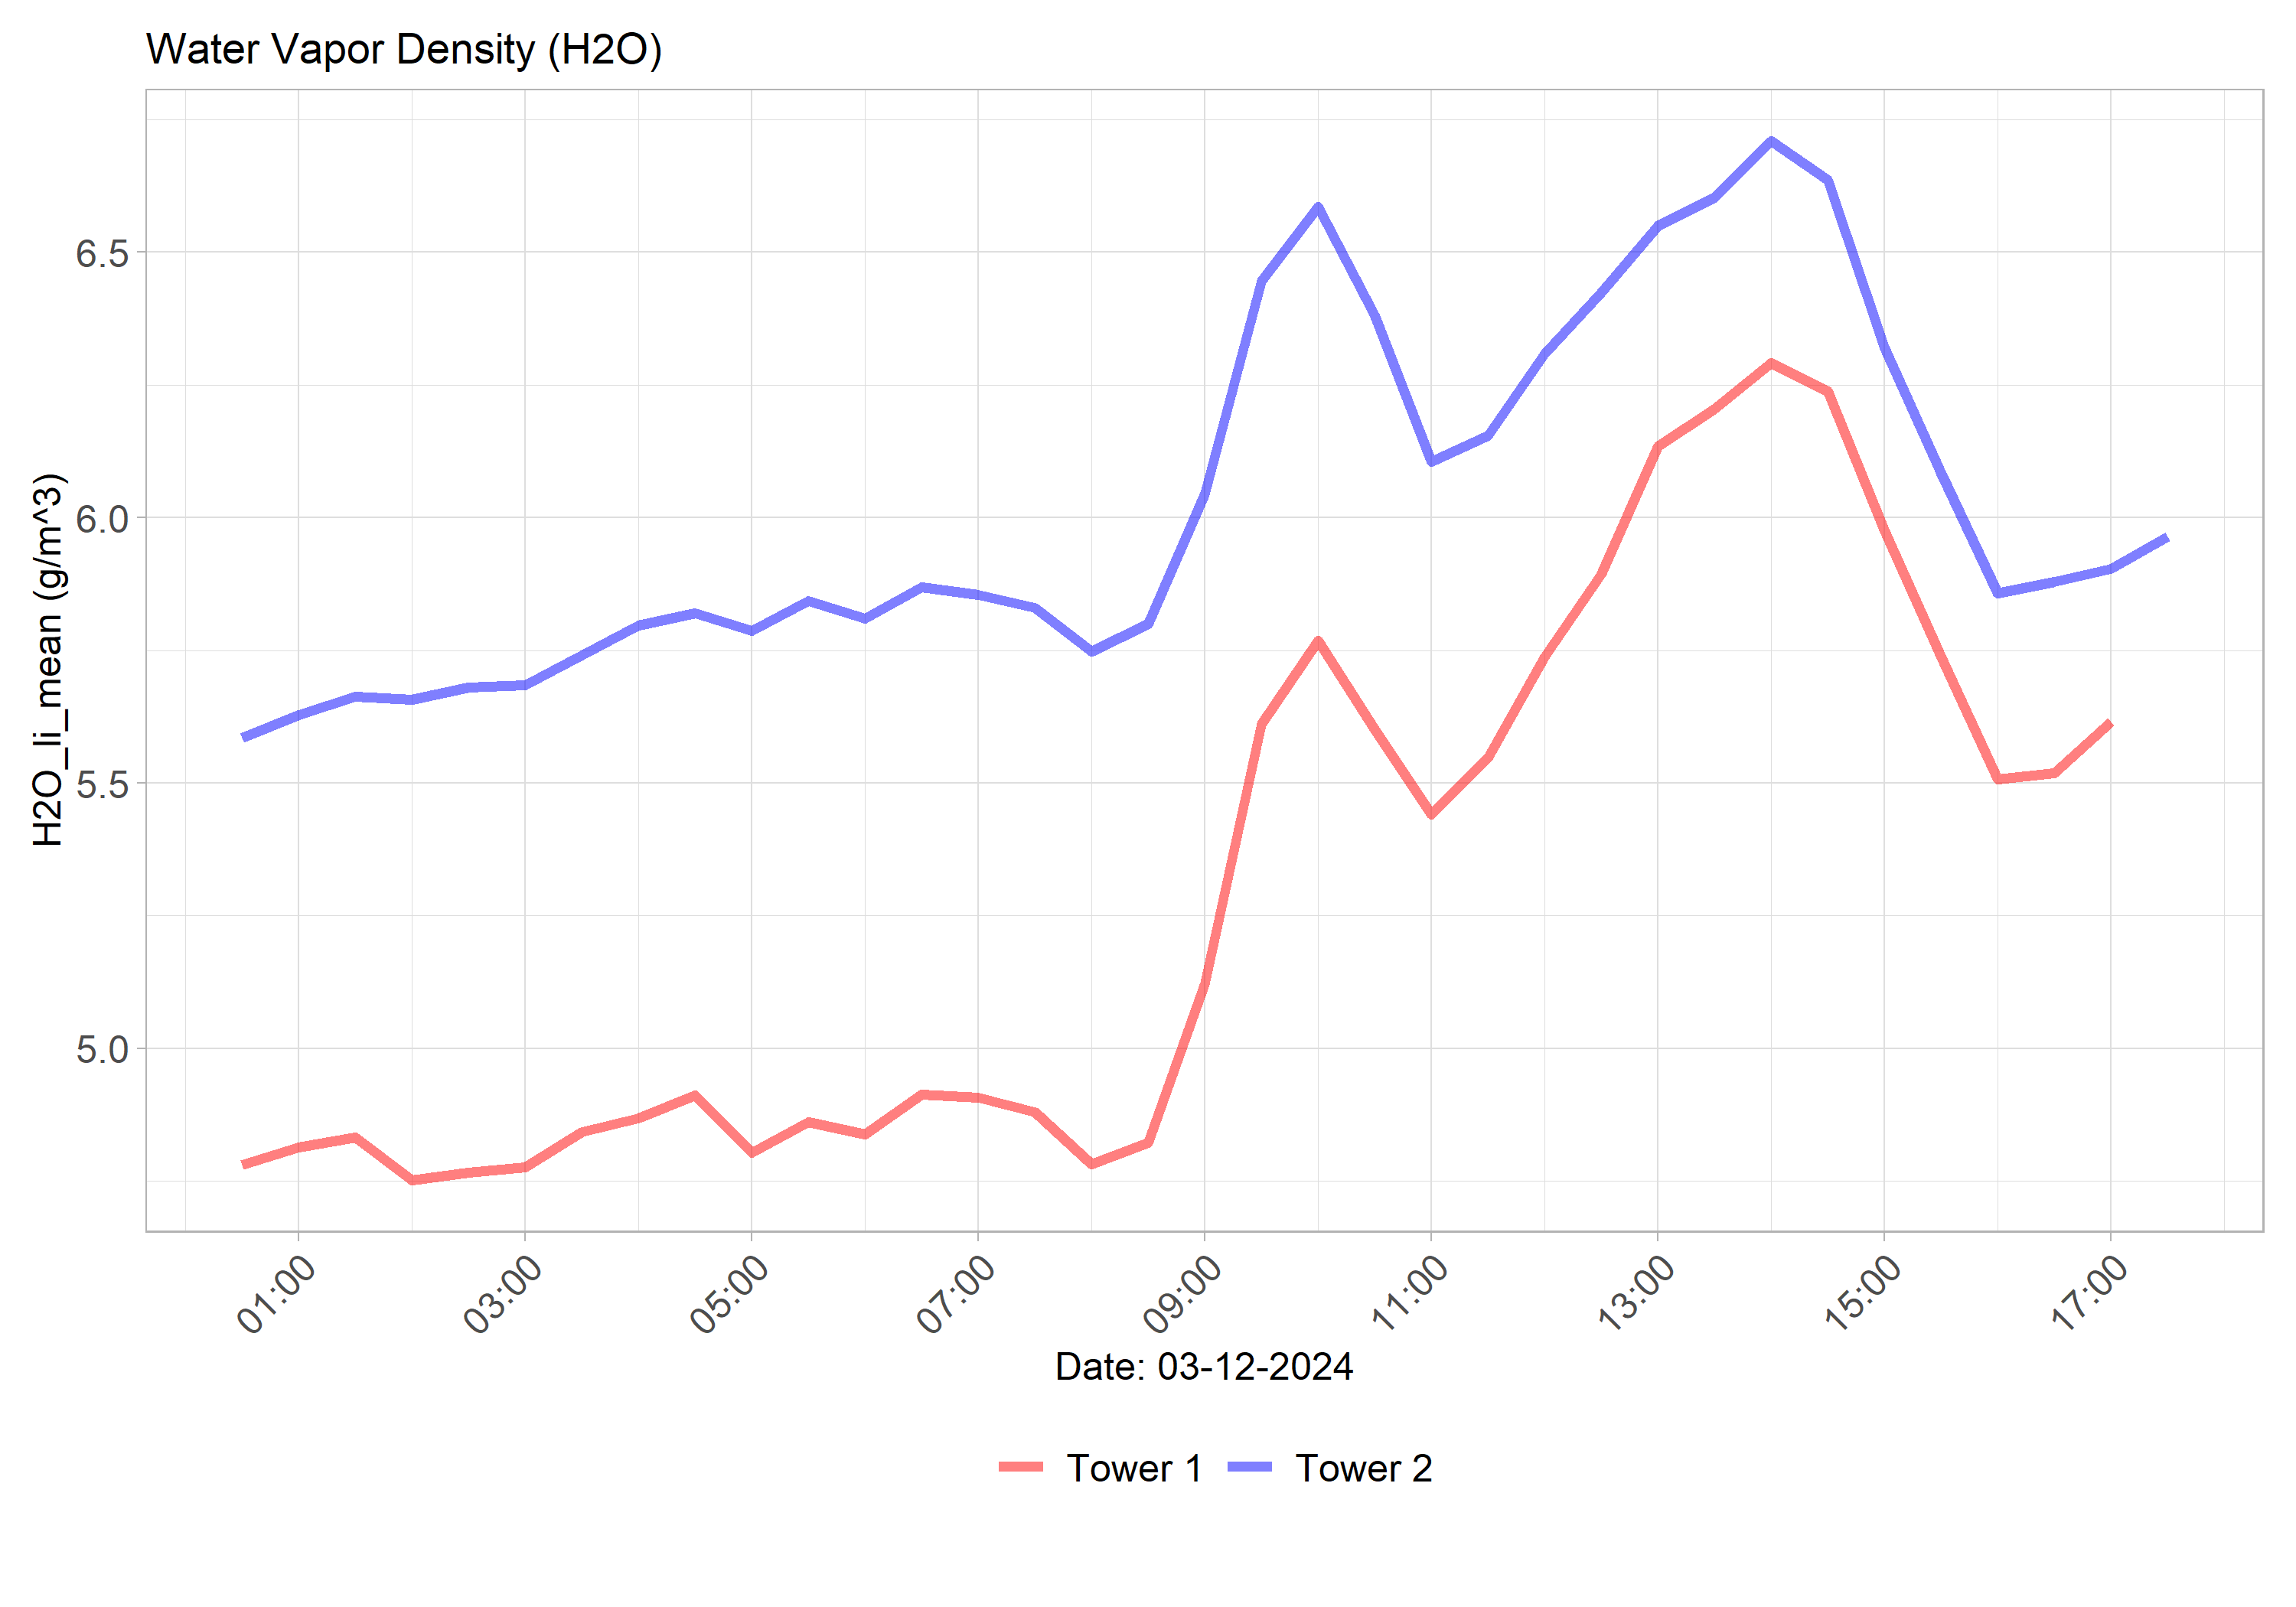 Water Vapor Density (H2O)
H2O_li_mean (g/m^3)
6.5
6.0
5.5
5.0
01:00
03:00
05:00
07:00
09:00
11:00
13:00
15:00
17:00
Date: 03-12-2024
Tower 1
Tower 2